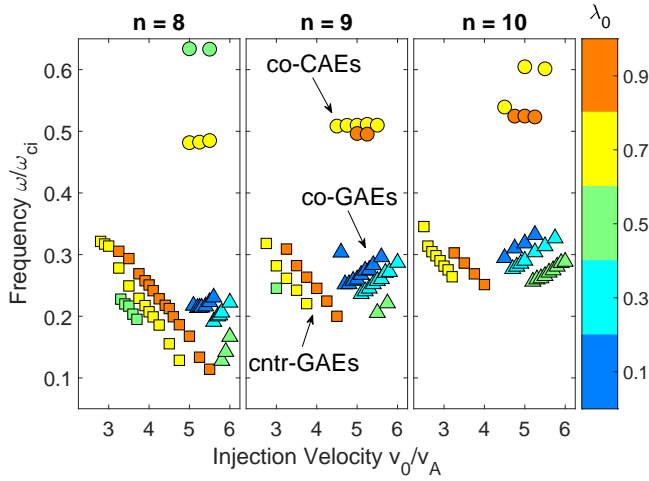 n = 8
n = 9
n = 10
λ₀
Frequency ω/ω_ci
0.6
0.5
0.4
0.3
0.2
0.1
co-CAEs
co-GAEs
cntr-GAEs
0.9
0.7
0.5
0.3
0.1
3 4 5 6
3 4 5 6
3 4 5 6
Injection Velocity v₀/v_A